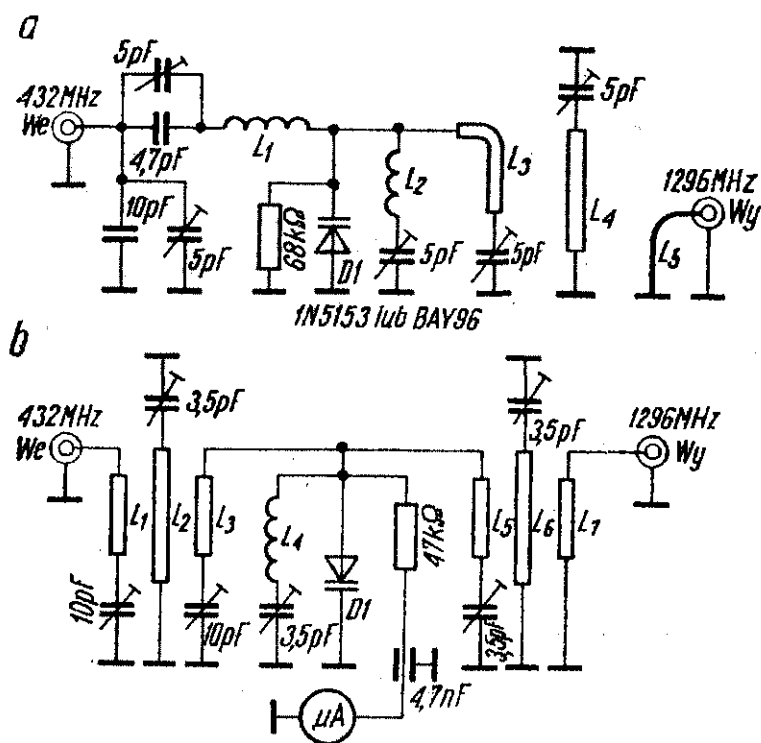 a
5pF
432MHz
We
4,7pF
L1
10pF
5pF
68kΩ
D1
L2
5pF
L3
5pF
5pF
L4
1296MHz
Wy
L5
1N5153 lub BAY96
b
432MHz
We
3,5pF
L1
L2
L3
10pF
10pF
L4
3,5pF
D1
47kΩ
4,7nF
μA
L5
3,5pF
3,5pF
L6
L7
1296MHz
Wy